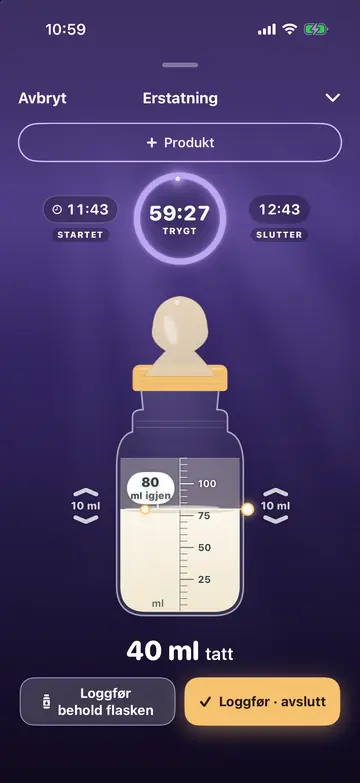 10:59
Avbryt
Erstatning
+ Produkt
11:43
STARTET
59:27
TRYGT
12:43
SLUTTER
80
ml igjen
100
75
50
25
ml
10 ml
10 ml
40 ml tatt
Loggfør
behold flasken
Loggfør · avslutt